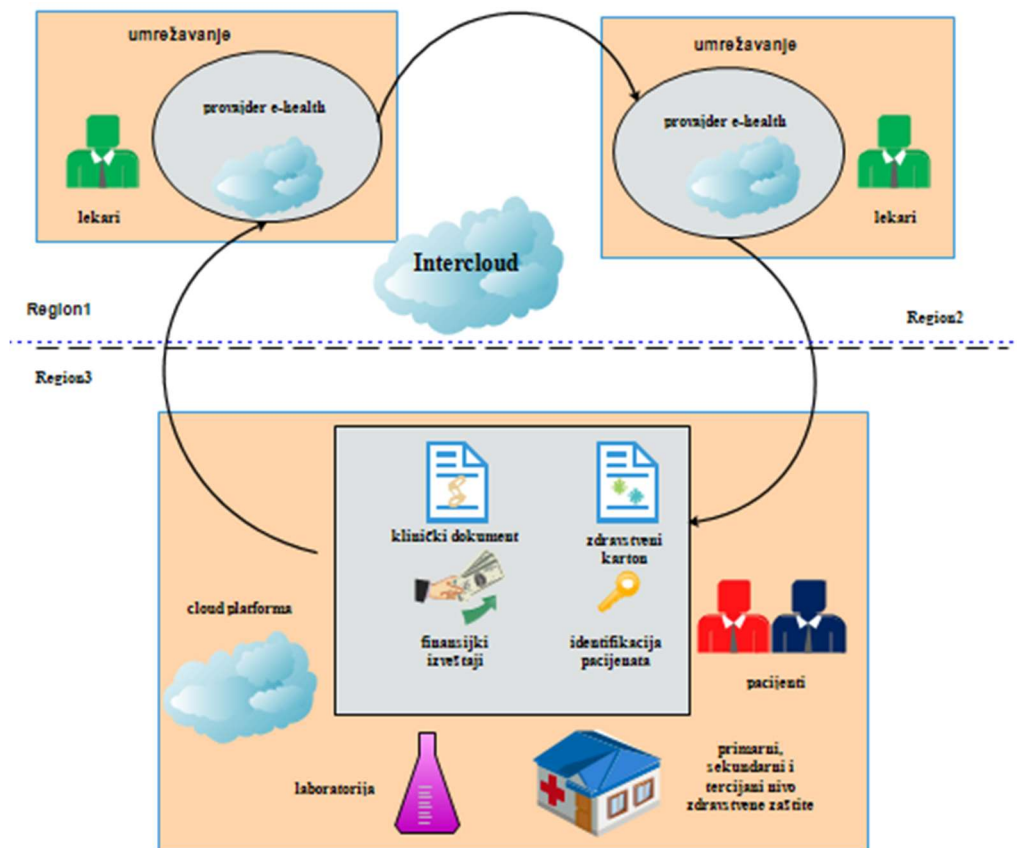 umrežavanje
provajder e-health
lekari
umrežavanje
provajder e-health
lekari
Intercloud
Region1
Region2
Region3
klinički dokument
zdravstveni
karton
cloud platforma
finansijki
izveštaji
identifikacija
pacijenata
pacijenti
laboratorija
primarni,
sekundarni i
tercijani nivo
zdravstvene zaštite